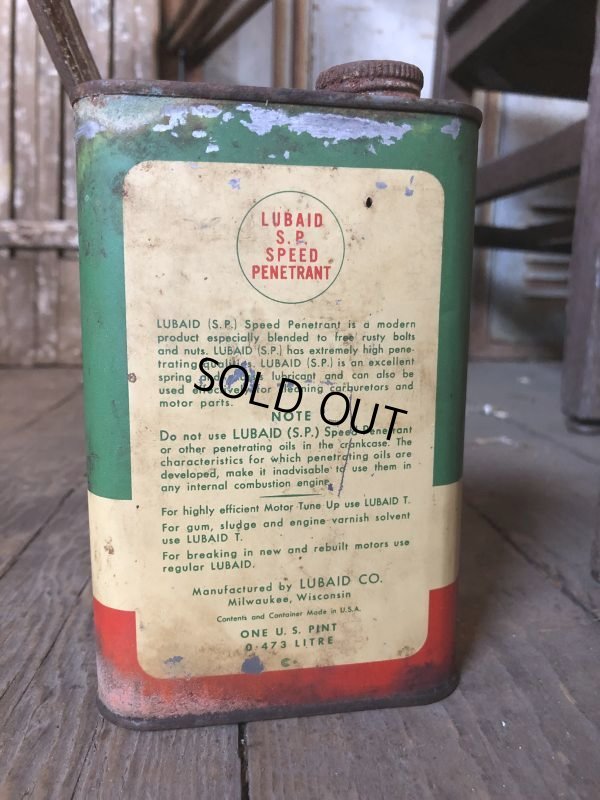 LUBAID
S.P.
SPEED
PENETRANT
LUBAID (S.P.) Speed Penetrant is a modern
product especially blended to free rusty bolts
and nuts. LUBAID (S.P.) has extremely high pene-
trating qualities. LUBAID (S.P.) is an excellent
spring and lubricant and can also be
used for cleaning carburetors and
motor parts.
SOLD OUT
NOTE
Do not use LUBAID (S.P.) Speed Penetrant
or other penetrating oils in the crankcase. The
characteristics for which penetrating oils are
developed, make it inadvisable to use them in
any internal combustion engine.
For highly efficient Motor Tune Up use LUBAID T.
For gum, sludge and engine varnish solvent
use LUBAID T.
For breaking in new and rebuilt motors use
regular LUBAID.
Manufactured by LUBAID CO.
Milwaukee, Wisconsin
Contents and Container Made in U.S.A.
ONE U. S. PINT
0.473 LITRE